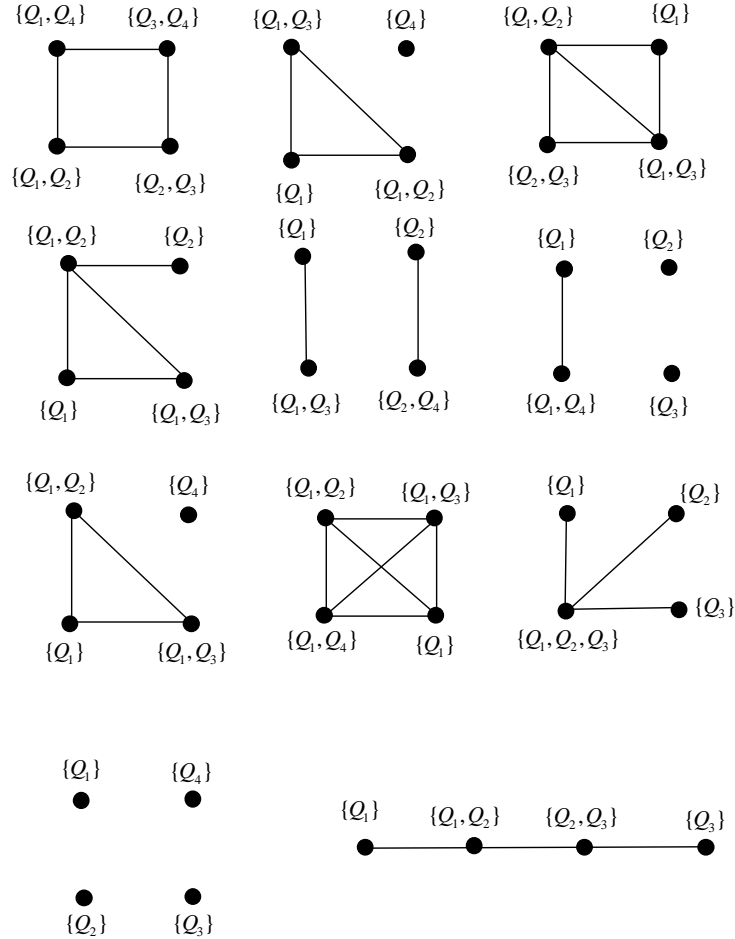 {Q₁,Q₄} {Q₃,Q₄} {Q₁,Q₃} {Q₄} {Q₁,Q₂} {Q₁}
{Q₁,Q₂} {Q₂,Q₃} {Q₁} {Q₁,Q₂} {Q₂,Q₃} {Q₁,Q₃}
{Q₁,Q₂} {Q₂} {Q₁} {Q₂} {Q₁} {Q₂}
{Q₁} {Q₁,Q₃} {Q₁,Q₃} {Q₂,Q₄} {Q₁,Q₄} {Q₃}
{Q₁,Q₂} {Q₄} {Q₁,Q₂} {Q₁,Q₃} {Q₁} {Q₂}
{Q₁} {Q₁,Q₃} {Q₁,Q₄} {Q₁} {Q₁,Q₂,Q₃} {Q₃}
{Q₁} {Q₄}
{Q₁} {Q₁,Q₂} {Q₂,Q₃} {Q₃}
{Q₂} {Q₃}